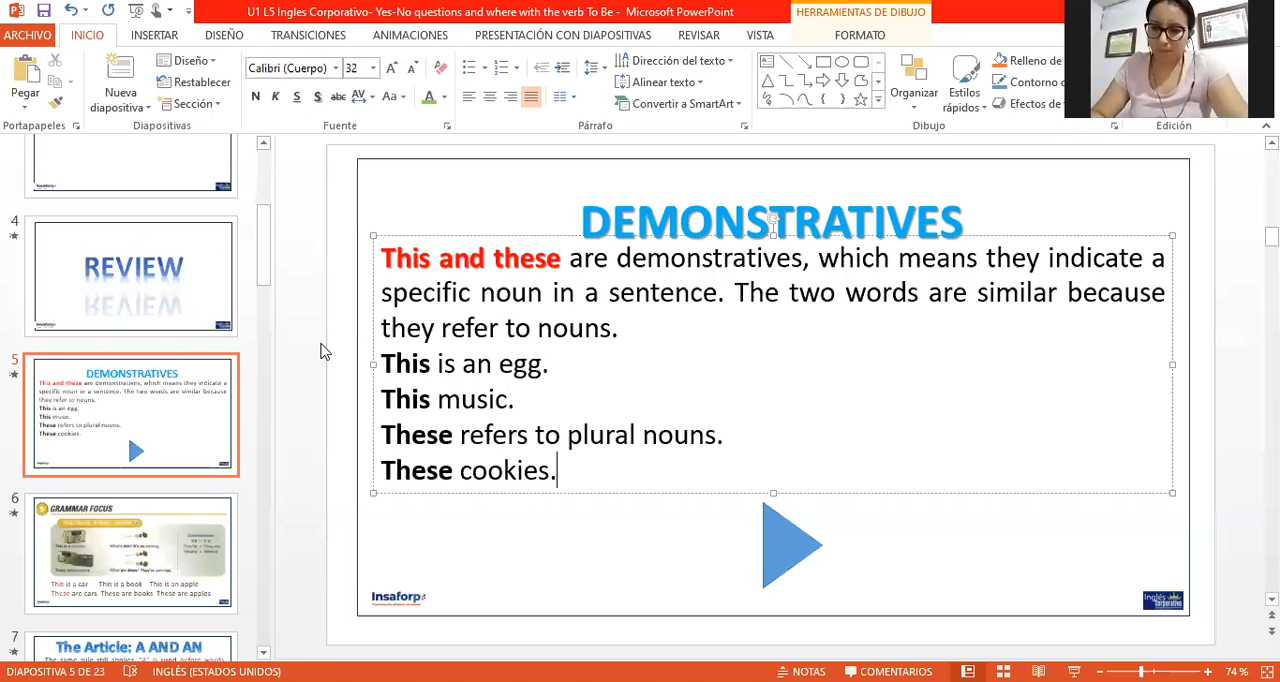 U1 L5 Ingles Corporativo- Yes-No questions and where with the verb To Be - Microsoft PowerPoint
HERRAMIENTAS DE DIBUJO
ARCHIVO INICIO INSERTAR DISEÑO TRANSICIONES ANIMACIONES PRESENTACIÓN CON DIAPOSITIVAS REVISAR VISTA FORMATO
Pegar
Nueva diapositiva
Diseño
Restablecer
Sección
Calibri (Cuerpo) 32
N K S S abc AV Aa A
Dirección del texto
Alinear texto
Convertir a SmartArt
Organizar
Estilos rápidos
Relleno de
Contorno
Efectos de
Portapapeles Diapositivas Fuente Párrafo Dibujo Edición
4
REVIEW
5
DEMONSTRATIVES
This and these are demonstratives, which means they indicate a
specific noun in a sentence. The two words are similar because
they refer to nouns.
This is an egg.
This music.
These refers to plural nouns.
These cookies.
6
GRAMMAR FOCUS
This is a car This is a book This is an apple
These are cars These are books These are apples
7
The Article: A AND AN
DEMONSTRATIVES
This and these are demonstratives, which means they indicate a
specific noun in a sentence. The two words are similar because
they refer to nouns.
This is an egg.
This music.
These refers to plural nouns.
These cookies.
Insaforp
Inglés Corporativo
DIAPOSITIVA 5 DE 23 INGLÉS (ESTADOS UNIDOS) NOTAS COMENTARIOS 74 %